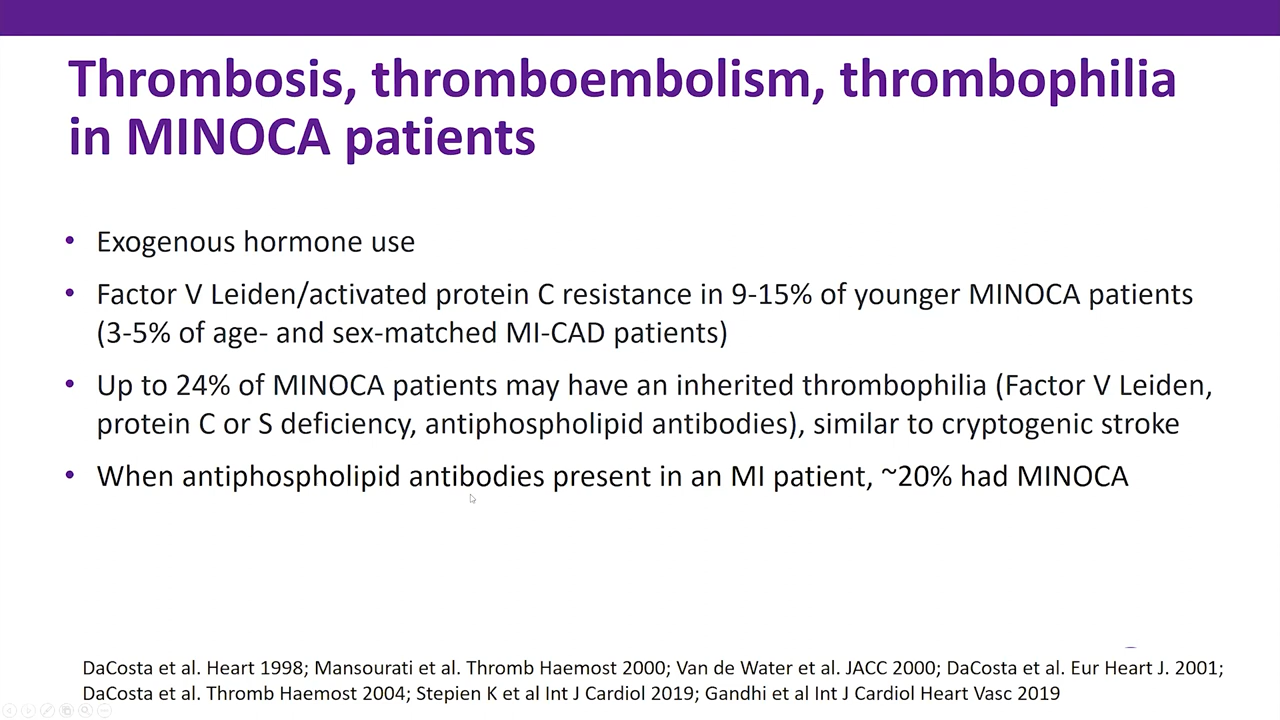 Thrombosis, thromboembolism, thrombophilia
in MINOCA patients
• Exogenous hormone use
• Factor V Leiden/activated protein C resistance in 9-15% of younger MINOCA patients
(3-5% of age- and sex-matched MI-CAD patients)
• Up to 24% of MINOCA patients may have an inherited thrombophilia (Factor V Leiden,
protein C or S deficiency, antiphospholipid antibodies), similar to cryptogenic stroke
• When antiphospholipid antibodies present in an MI patient, ~20% had MINOCA
DaCosta et al. Heart 1998; Mansourati et al. Thromb Haemost 2000; Van de Water et al. JACC 2000; DaCosta et al. Eur Heart J. 2001;
DaCosta et al. Thromb Haemost 2004; Stepien K et al Int J Cardiol 2019; Gandhi et al Int J Cardiol Heart Vasc 2019